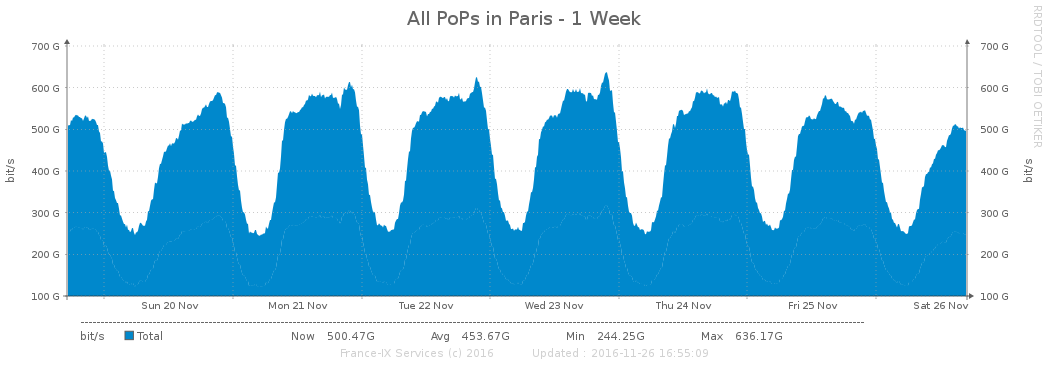 All PoPs in Paris - 1 Week
RRDTOOL / TOBI OETIKER
700 G 700 G
600 G 600 G
500 G 500 G
400 G 400 G
300 G 300 G
200 G 200 G
100 G 100 G
bit/s bit/s
Sun 20 Nov Mon 21 Nov Tue 22 Nov Wed 23 Nov Thu 24 Nov Fri 25 Nov Sat 26 Nov
bit/s Total Now 500.47G Avg 453.67G Min 244.25G Max 636.17G
France-IX Services (c) 2016 Updated : 2016-11-26 16:55:09